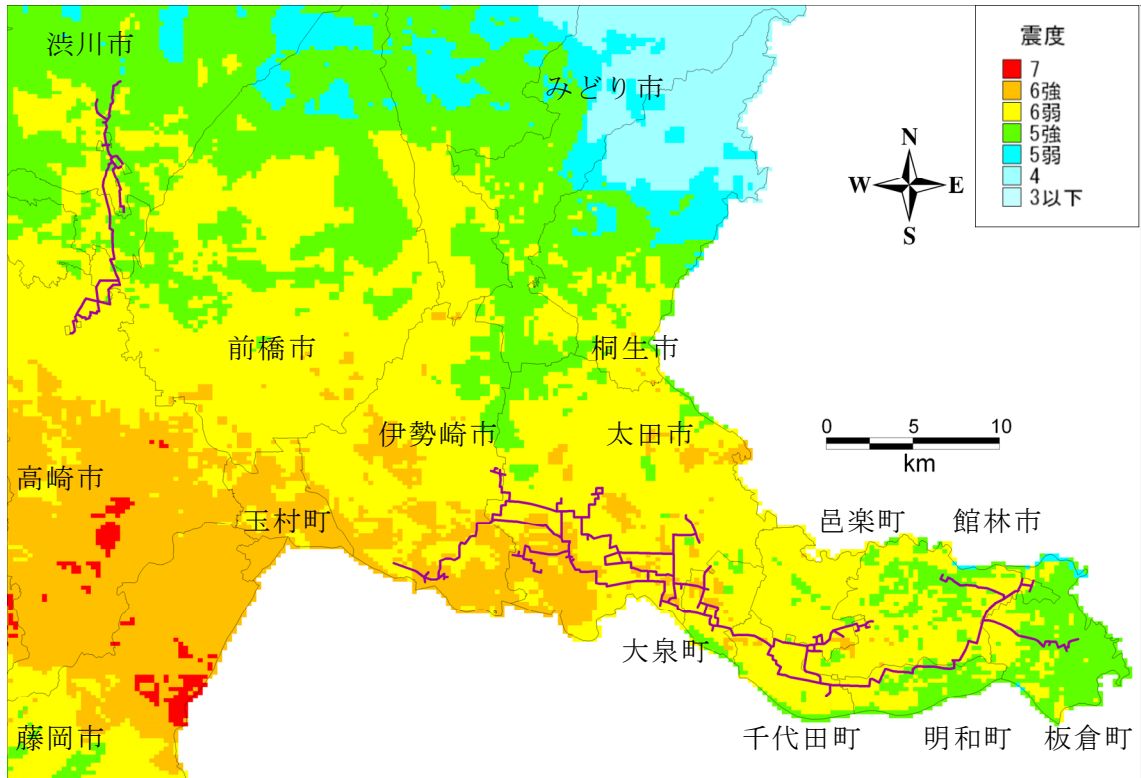 渋川市
みどり市
震度
7
6強
6弱
5強
5弱
4
3以下
N
W
E
S
前橋市
桐生市
0
5
10
km
伊勢崎市
太田市
高崎市
玉村町
邑楽町
館林市
大泉町
藤岡市
千代田町
明和町
板倉町